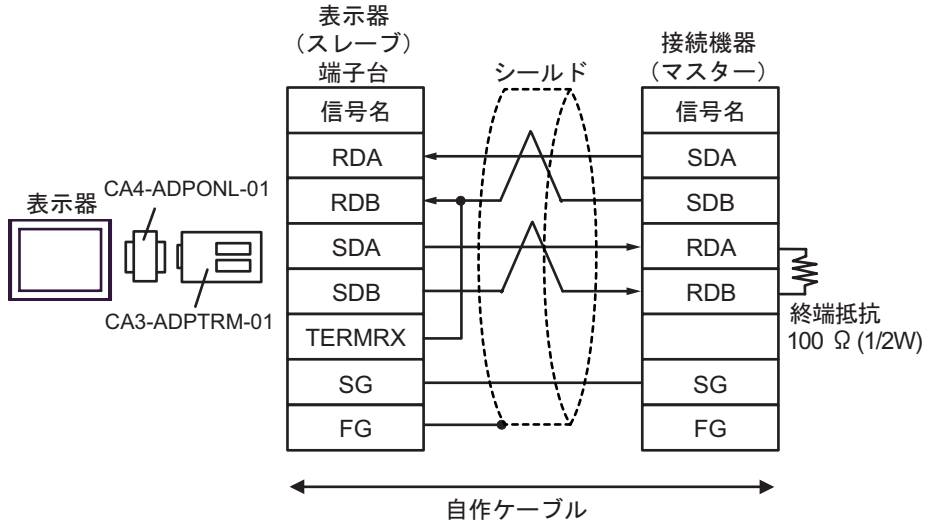 表示器
（スレーブ）
端子台
シールド
接続機器
（マスター）
信号名
信号名
RDA
SDA
RDB
SDB
SDA
RDA
SDB
RDB
TERMRX
SG
SG
FG
FG
表示器
CA4-ADPONL-01
CA3-ADPTRM-01
終端抵抗
100 Ω (1/2W)
自作ケーブル